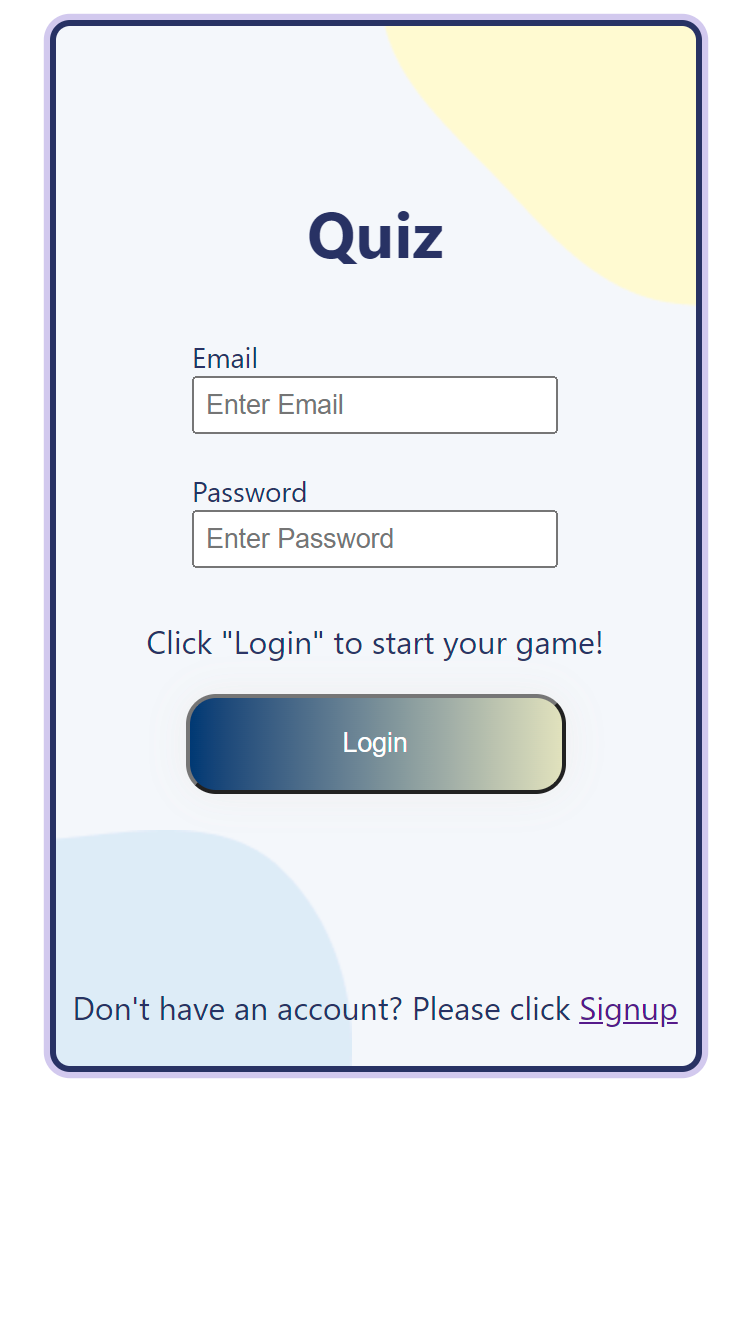 Quiz
Email
Enter Email
Password
Enter Password
Click "Login" to start your game!
Login
Don't have an account? Please click Signup